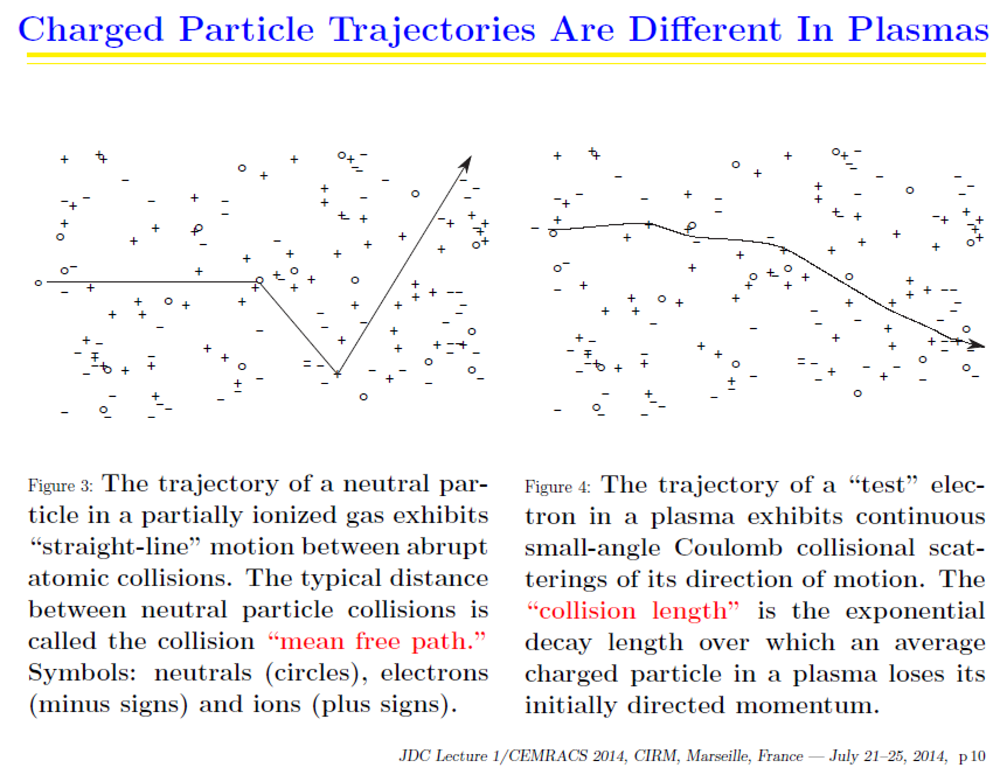 Charged Particle Trajectories Are Different In Plasmas
Figure 3: The trajectory of a neutral par-
ticle in a partially ionized gas exhibits
“straight-line” motion between abrupt
atomic collisions. The typical distance
between neutral particle collisions is
called the collision “mean free path.”
Symbols: neutrals (circles), electrons
(minus signs) and ions (plus signs).
Figure 4: The trajectory of a “test” elec-
tron in a plasma exhibits continuous
small-angle Coulomb collisional scat-
terings of its direction of motion. The
“collision length” is the exponential
decay length over which an average
charged particle in a plasma loses its
initially directed momentum.
JDC Lecture 1/CEMRACS 2014, CIRM, Marseille, France — July 21–25, 2014, p 10